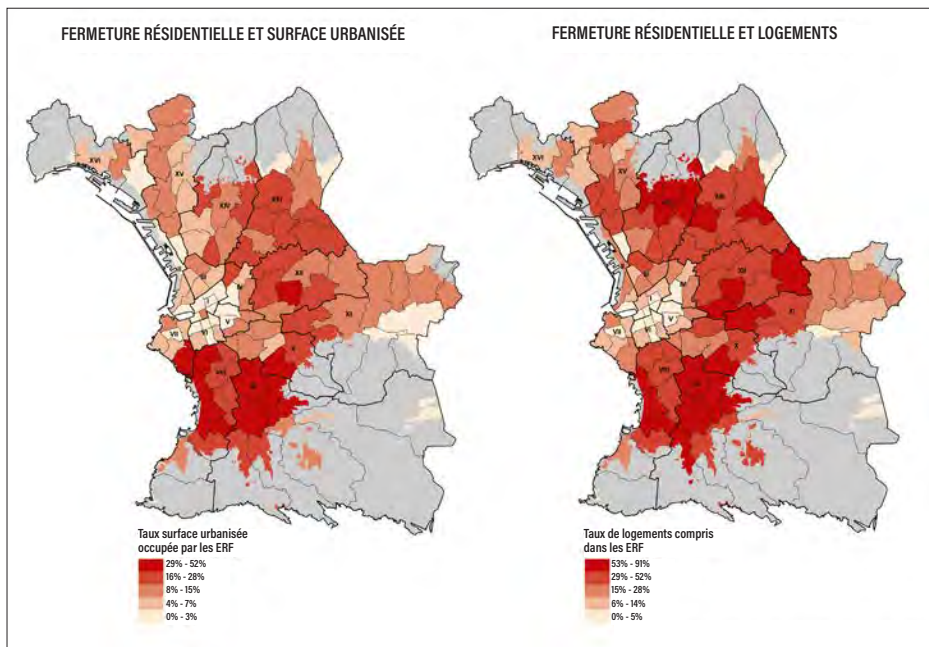 FERMETURE RÉSIDENTIELLE ET SURFACE URBANISÉE
XVI
XV
XIV
XIII
III
XII
IV
I
V
XI
VII
VI
X
VIII
IX
Taux surface urbanisée
occupée par les ERF
29% - 52%
16% - 28%
8% - 15%
4% - 7%
0% - 3%
FERMETURE RÉSIDENTIELLE ET LOGEMENTS
XVI
XV
XIII
XII
IV
V
XI
VII
VI
X
VIII
Taux de logements compris
dans les ERF
53% - 91%
29% - 52%
15% - 28%
6% - 14%
0% - 5%